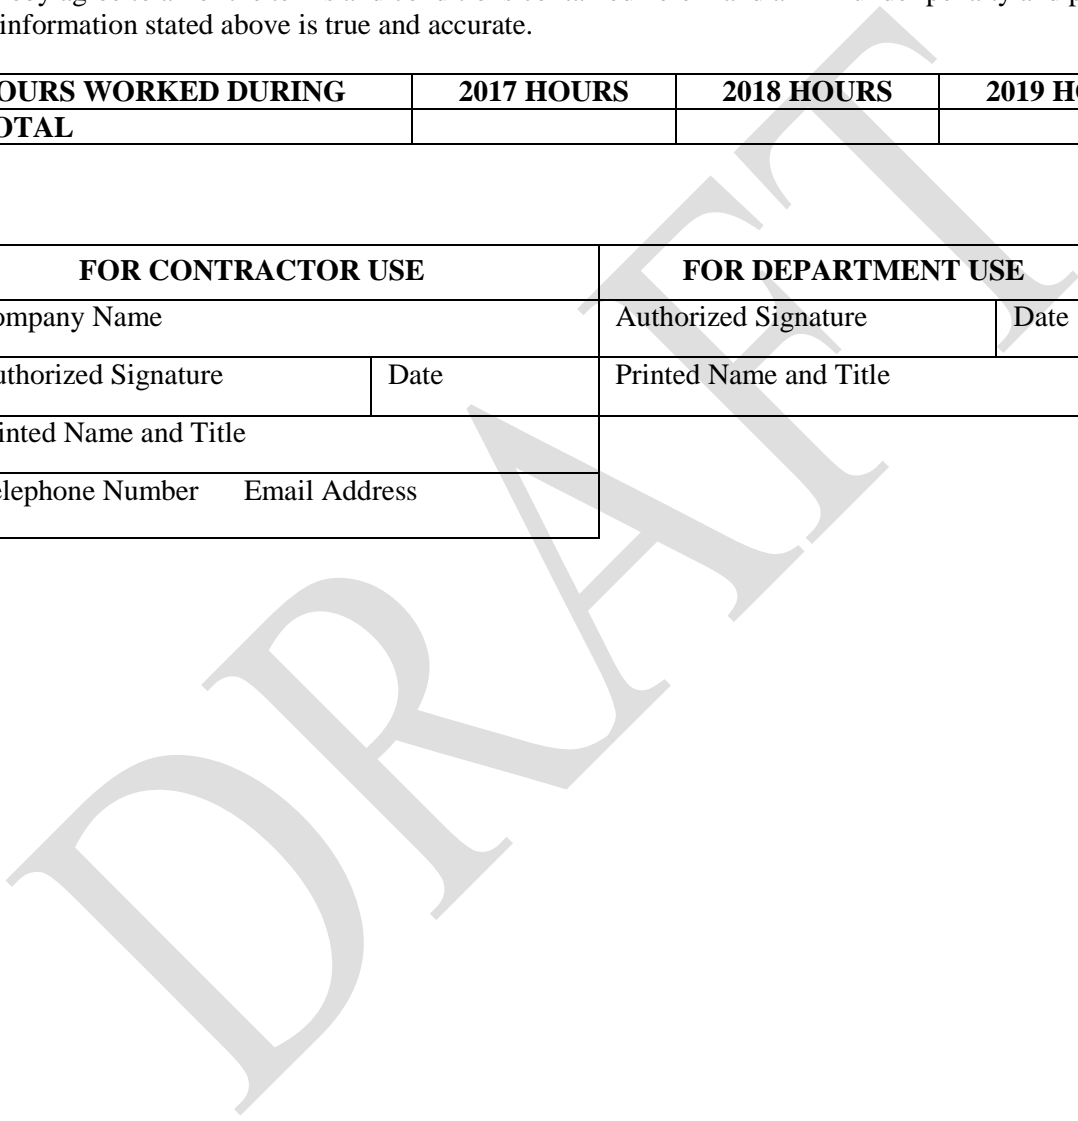 information stated above is true and accurate.
OURS WORKED DURING 2017 HOURS 2018 HOURS 2019 H
OTAL
FOR CONTRACTOR USE FOR DEPARTMENT USE
ompany Name Authorized Signature Date
uthorized Signature Date Printed Name and Title
inted Name and Title
elephone Number Email Address
DRAFT